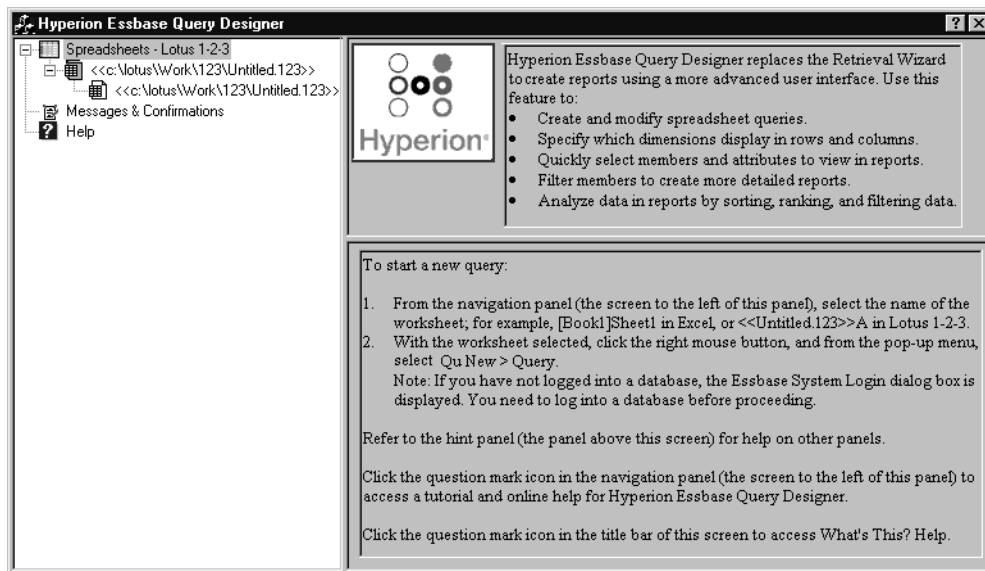 Hyperion Essbase Query Designer
Spreadsheets - Lotus 1-2-3
<<c:\lotus\Work\123\Untitled.123>>
<<c:\lotus\Work\123\Untitled.123>>
Messages & Confirmations
Help
Hyperion
Hyperion Essbase Query Designer replaces the Retrieval Wizard
to create reports using a more advanced user interface. Use this
feature to:
• Create and modify spreadsheet queries.
• Specify which dimensions display in rows and columns.
• Quickly select members and attributes to view in reports.
• Filter members to create more detailed reports.
• Analyze data in reports by sorting, ranking, and filtering data.
To start a new query:
1. From the navigation panel (the screen to the left of this panel), select the name of the
worksheet; for example, [Book1]Sheet1 in Excel, or <<Untitled.123>>A in Lotus 1-2-3.
2. With the worksheet selected, click the right mouse button, and from the pop-up menu,
select Qu New > Query.
Note: If you have not logged into a database, the Essbase System Login dialog box is
displayed. You need to log into a database before proceeding.
Refer to the hint panel (the panel above this screen) for help on other panels.
Click the question mark icon in the navigation panel (the screen to the left of this panel) to
access a tutorial and online help for Hyperion Essbase Query Designer.
Click the question mark icon in the title bar of this screen to access What's This? Help.